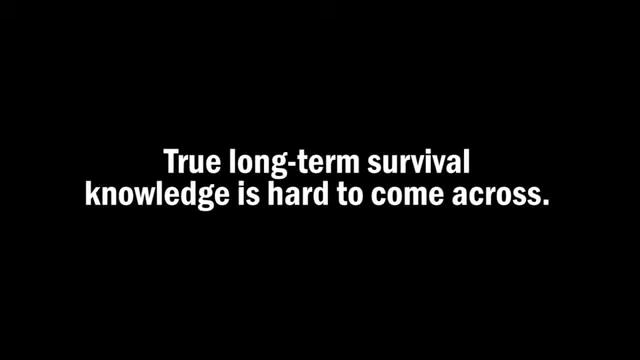 True long-term survival
knowledge is hard to come across.